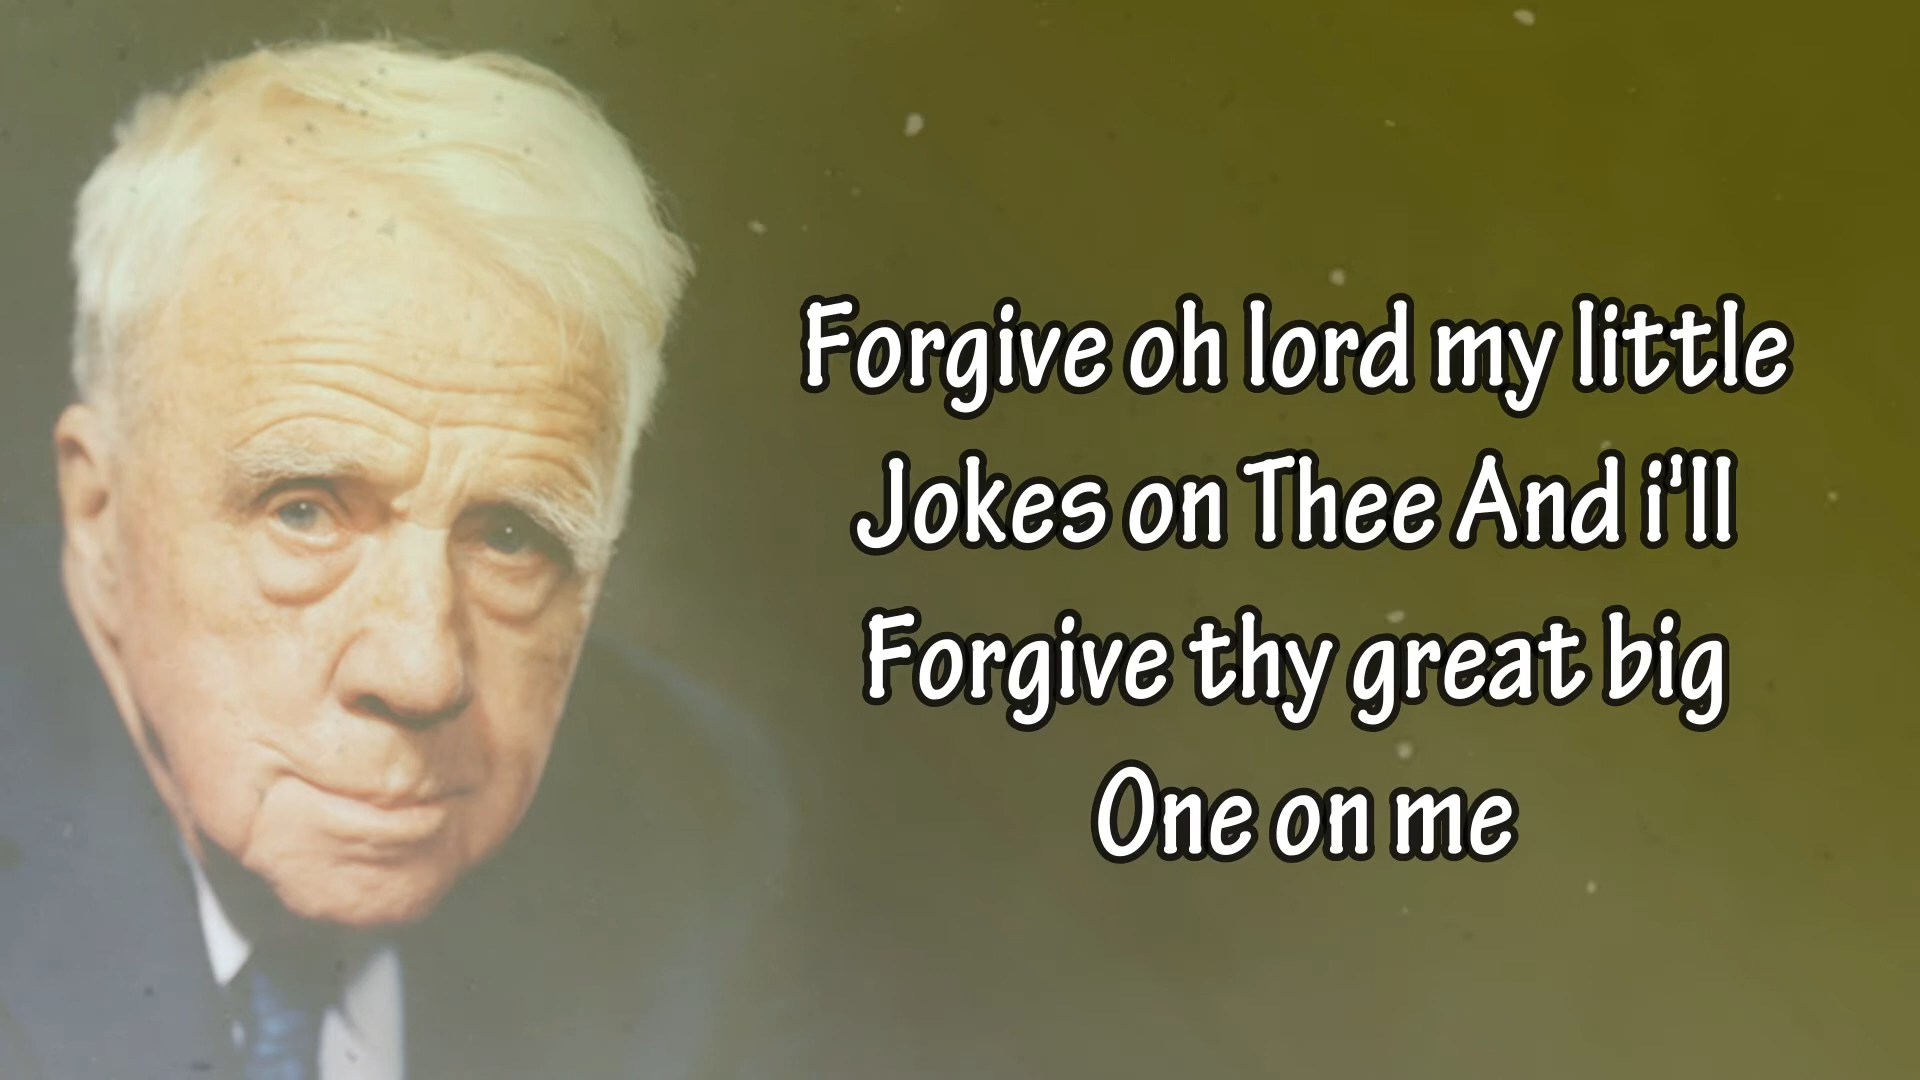 Forgive oh lord my little
Jokes on Thee And i'll
Forgive thy great big
One on me